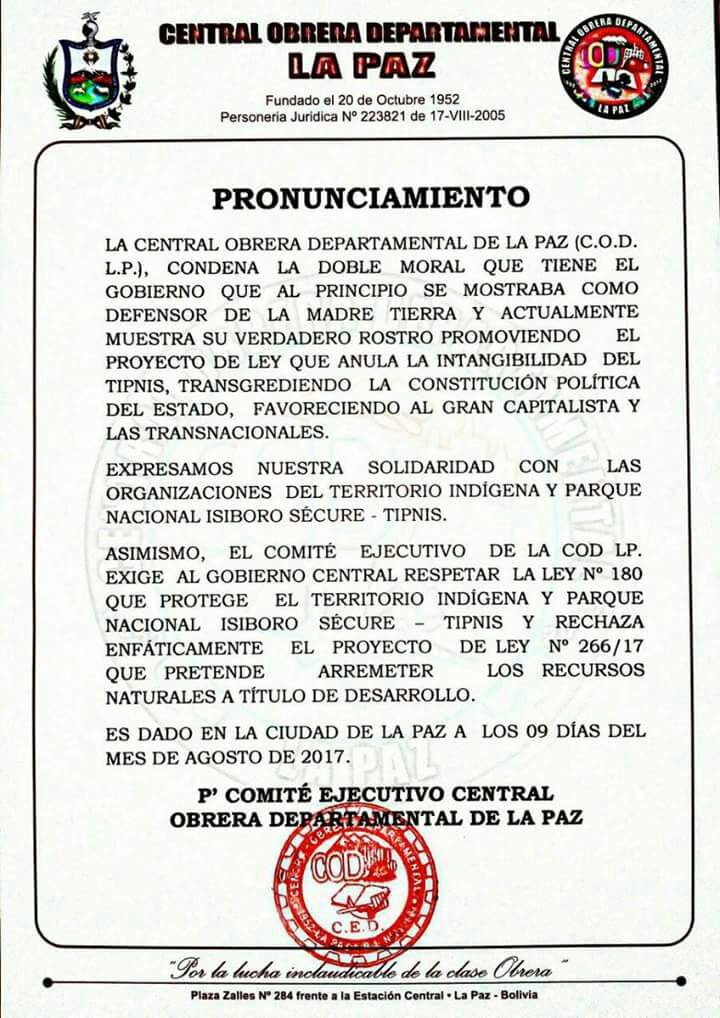 CENTRAL OBRERA DEPARTAMENTAL
LA PAZ
Fundado el 20 de Octubre 1952
Personeria Juridica Nº 223821 de 17-VIII-2005
CENTRAL OBRERA DEPARTAMENTAL
COD
LA PAZ
PRONUNCIAMIENTO
LA CENTRAL OBRERA DEPARTAMENTAL DE LA PAZ (C.O.D.
L.P.), CONDENA LA DOBLE MORAL QUE TIENE EL
GOBIERNO QUE AL PRINCIPIO SE MOSTRABA COMO
DEFENSOR DE LA MADRE TIERRA Y ACTUALMENTE
MUESTRA SU VERDADERO ROSTRO PROMOVIENDO EL
PROYECTO DE LEY QUE ANULA LA INTANGIBILIDAD DEL
TIPNIS, TRANSGREDIENDO LA CONSTITUCIÓN POLÍTICA
DEL ESTADO, FAVORECIENDO AL GRAN CAPITALISTA Y
LAS TRANSNACIONALES.
EXPRESAMOS NUESTRA SOLIDARIDAD CON LAS
ORGANIZACIONES DEL TERRITORIO INDÍGENA Y PARQUE
NACIONAL ISIBORO SÉCURE - TIPNIS.
ASIMISMO, EL COMITÉ EJECUTIVO DE LA COD LP.
EXIGE AL GOBIERNO CENTRAL RESPETAR LA LEY Nº 180
QUE PROTEGE EL TERRITORIO INDÍGENA Y PARQUE
NACIONAL ISIBORO SÉCURE – TIPNIS Y RECHAZA
ENFÁTICAMENTE EL PROYECTO DE LEY Nº 266/17
QUE PRETENDE ARREMETER LOS RECURSOS
NATURALES A TÍTULO DE DESARROLLO.
ES DADO EN LA CIUDAD DE LA PAZ A LOS 09 DÍAS DEL
MES DE AGOSTO DE 2017.
P' COMITÉ EJECUTIVO CENTRAL
OBRERA DEPARTAMENTAL DE LA PAZ
COD
C.E.D.
"Por la lucha inclaudicable de la clase Obrera"
Plaza Zalles Nº 284 frente a la Estación Central • La Paz - Bolivia